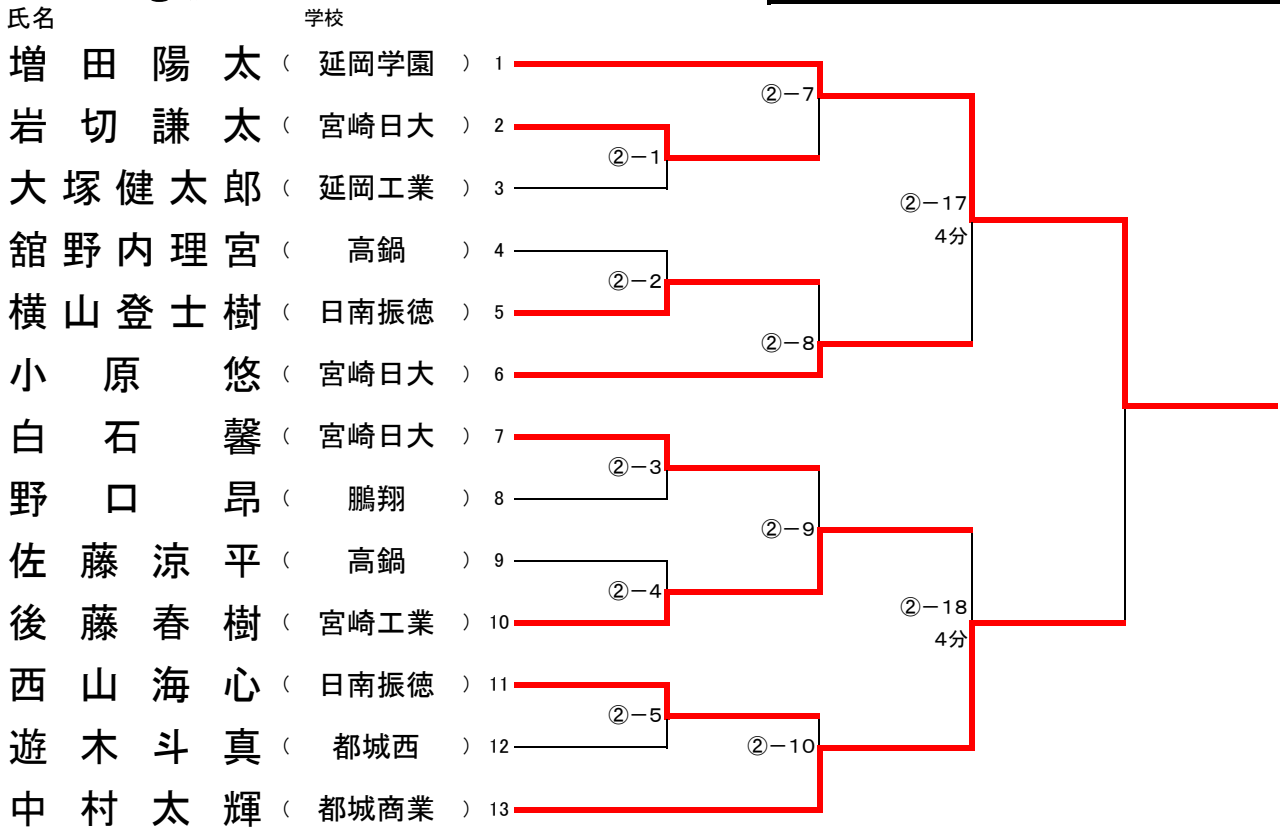 氏名 学校
増田陽太 （ 延岡学園 ） 1
②－7
岩切謙太 （ 宮崎日大 ） 2
②－1
大塚健太郎 （ 延岡工業 ） 3
②－17
4分
舘野内理宮 （ 高鍋 ） 4
②－2
横山登士樹 （ 日南振徳 ） 5
②－8
小原悠 （ 宮崎日大 ） 6
白石馨 （ 宮崎日大 ） 7
②－3
野口昂 （ 鵬翔 ） 8
②－9
佐藤涼平 （ 高鍋 ） 9
②－4
後藤春樹 （ 宮崎工業 ） 10
②－18
4分
西山海心 （ 日南振徳 ） 11
②－5
遊木斗真 （ 都城西 ） 12
②－10
中村太輝 （ 都城商業 ） 13